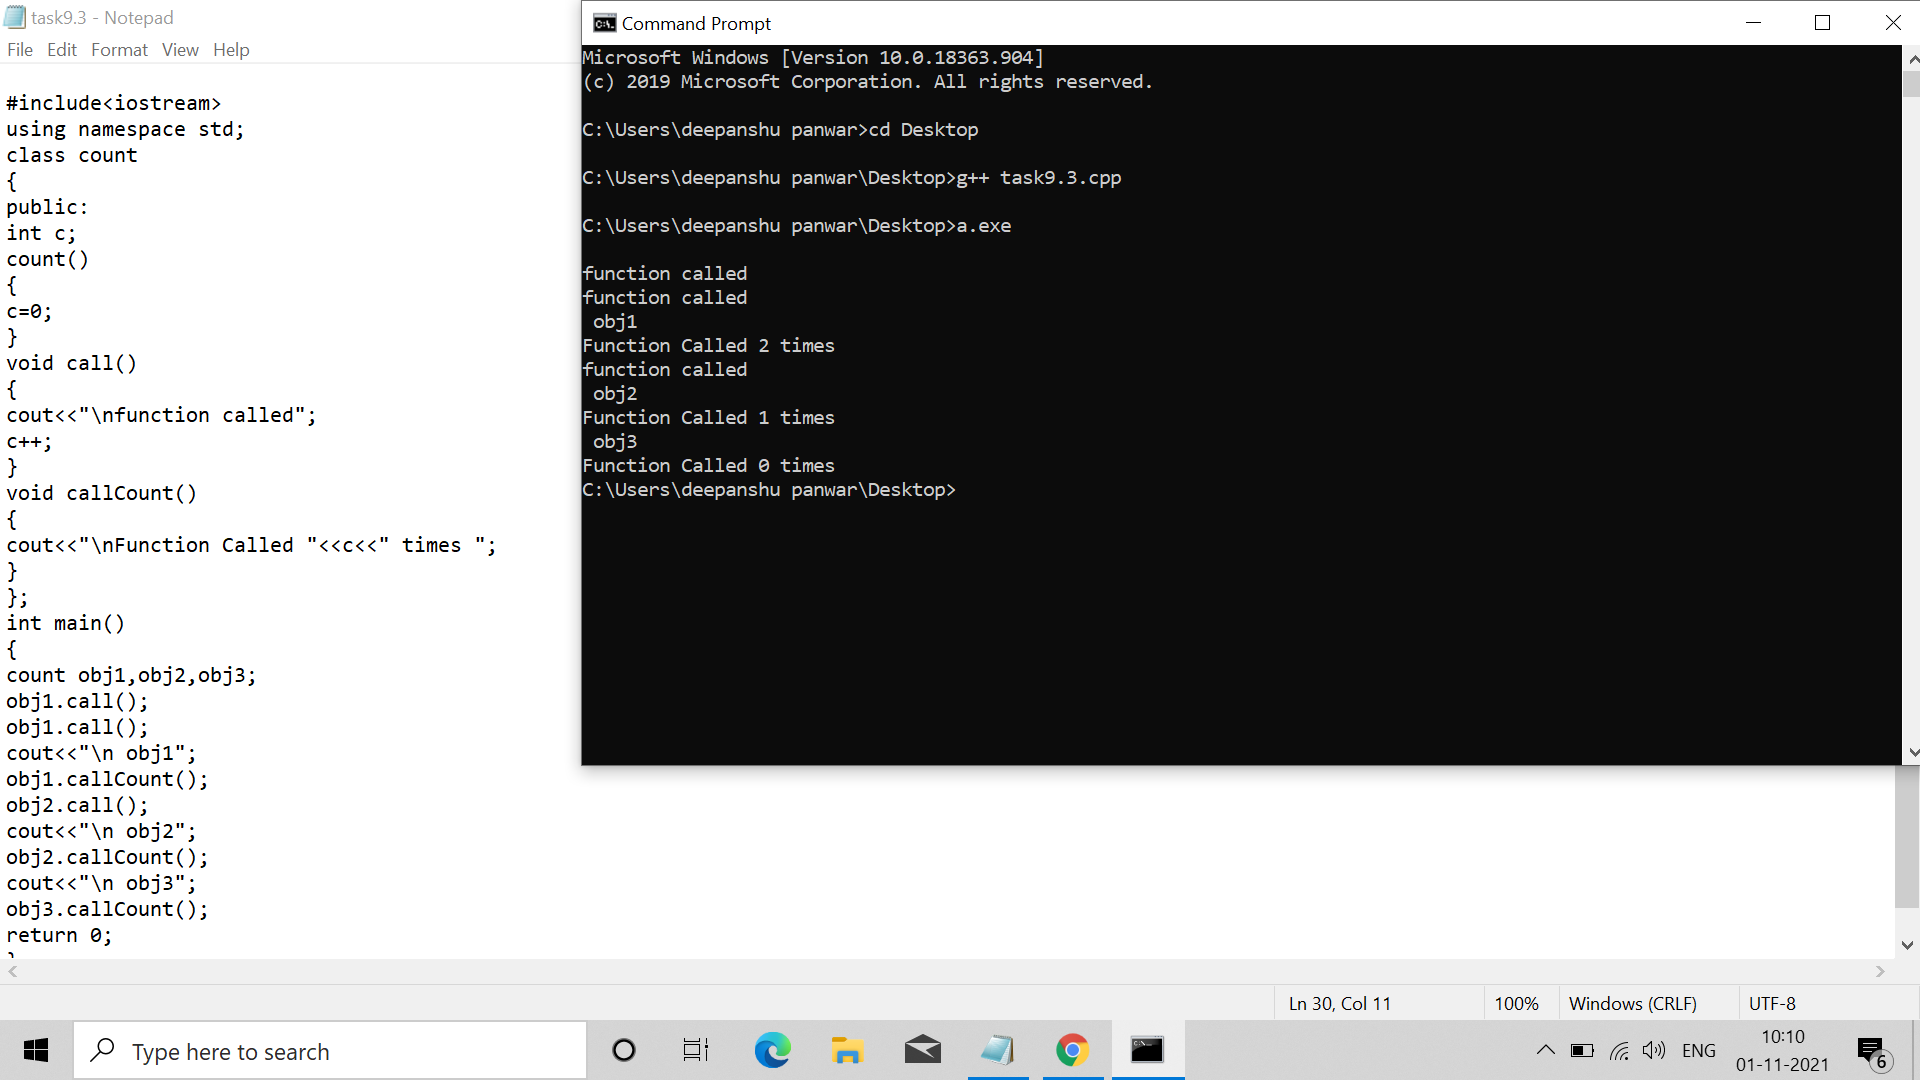 task9.3 - Notepad
File Edit Format View Help
#include<iostream>
using namespace std;
class count
{
public:
int c;
count()
{
c=0;
}
void call()
{
cout<<"\nfunction called";
c++;
}
void callCount()
{
cout<<"\nFunction Called "<<c<<" times ";
}
};
int main()
{
count obj1,obj2,obj3;
obj1.call();
obj1.call();
cout<<"\n obj1";
obj1.callCount();
obj2.call();
cout<<"\n obj2";
obj2.callCount();
cout<<"\n obj3";
obj3.callCount();
return 0;
}
Command Prompt
Microsoft Windows [Version 10.0.18363.904]
(c) 2019 Microsoft Corporation. All rights reserved.
C:\Users\deepanshu panwar>cd Desktop
C:\Users\deepanshu panwar\Desktop>g++ task9.3.cpp
C:\Users\deepanshu panwar\Desktop>a.exe
function called
function called
 obj1
Function Called 2 times
function called
 obj2
Function Called 1 times
 obj3
Function Called 0 times
C:\Users\deepanshu panwar\Desktop>
Ln 30, Col 11 100% Windows (CRLF) UTF-8
Type here to search
ENG
10:10
01-11-2021
6